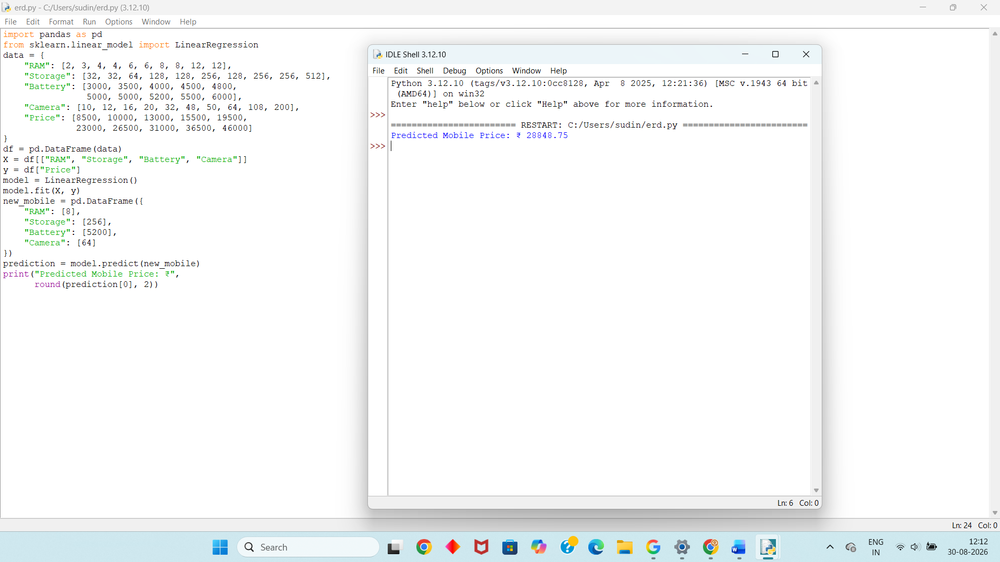 erd.py - C:/Users/sudin/erd.py (3.12.10)
File Edit Format Run Options Window Help
import pandas as pd
from sklearn.linear_model import LinearRegression
data = {
    "RAM": [2, 3, 4, 4, 6, 6, 8, 8, 12, 12],
    "Storage": [32, 32, 64, 128, 128, 256, 128, 256, 256, 512],
    "Battery": [3000, 3500, 4000, 4500, 4800,
                5000, 5000, 5200, 5500, 6000],
    "Camera": [10, 12, 16, 20, 32, 48, 50, 64, 108, 200],
    "Price": [8500, 10000, 13000, 15500, 19500,
              23000, 26500, 31000, 36500, 46000]
}
df = pd.DataFrame(data)
X = df[["RAM", "Storage", "Battery", "Camera"]]
y = df["Price"]
model = LinearRegression()
model.fit(X, y)
new_mobile = pd.DataFrame({
    "RAM": [8],
    "Storage": [256],
    "Battery": [5200],
    "Camera": [64]
})
prediction = model.predict(new_mobile)
print("Predicted Mobile Price: ₹",
      round(prediction[0], 2))
IDLE Shell 3.12.10
File Edit Shell Debug Options Window Help
Python 3.12.10 (tags/v3.12.10:0cc8128, Apr  8 2025, 12:21:36) [MSC v.1943 64 bit
(AMD64)] on win32
Enter "help" below or click "Help" above for more information.
>>>
======================== RESTART: C:/Users/sudin/erd.py ========================
Predicted Mobile Price: ₹ 28848.75
>>>
Ln: 6 Col: 0
Ln: 24 Col: 0
Search
ENG
IN
12:12
30-08-2026